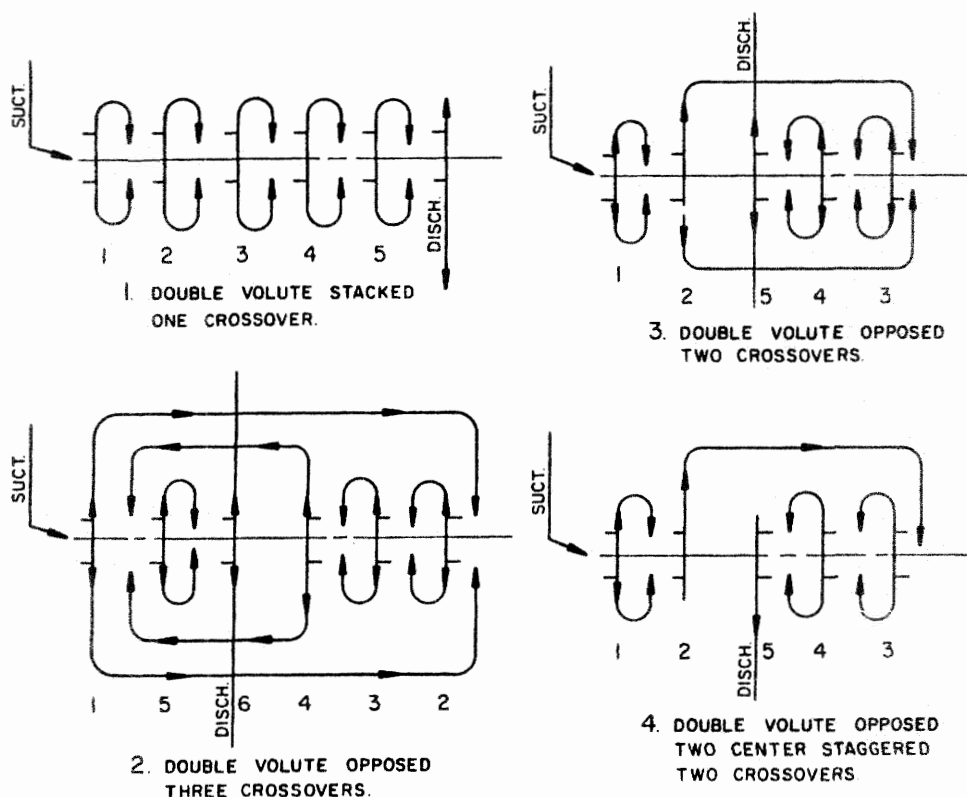 SUCT.
1 2 3 4 5
DISCH.
1. DOUBLE VOLUTE STACKED
ONE CROSSOVER.
SUCT.
DISCH.
1
2 5 4 3
3. DOUBLE VOLUTE OPPOSED
TWO CROSSOVERS.
SUCT.
1 5 6 4 3 2
DISCH.
2. DOUBLE VOLUTE OPPOSED
THREE CROSSOVERS.
SUCT.
1 2 5 4 3
DISCH.
4. DOUBLE VOLUTE OPPOSED
TWO CENTER STAGGERED
TWO CROSSOVERS.